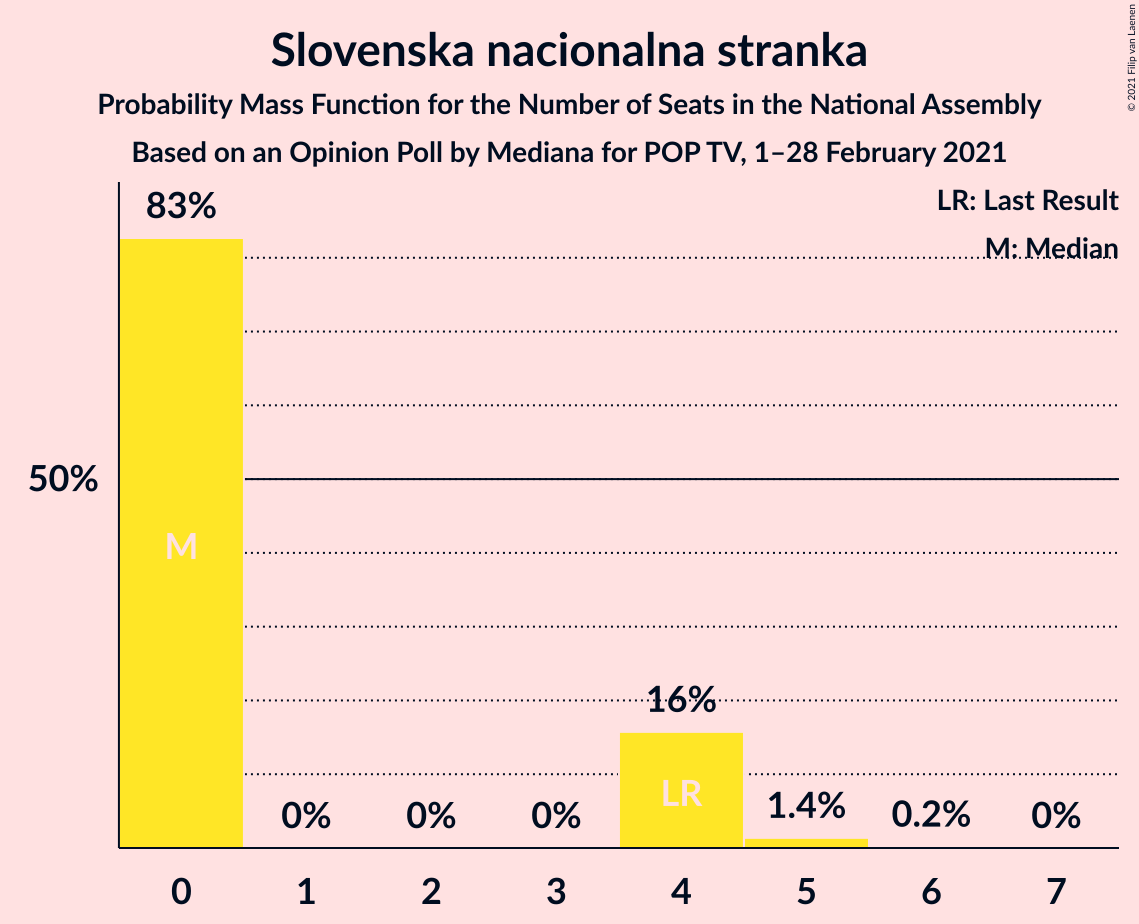 Slovenska nacionalna stranka
Probability Mass Function for the Number of Seats in the National Assembly
Based on an Opinion Poll by Mediana for POP TV, 1–28 February 2021
© 2021 Filip van Laenen
LR: Last Result
M: Median
83%
50%
M
16%
LR
0%
0%
0%
1.4%
0.2%
0%
0
1
2
3
4
5
6
7